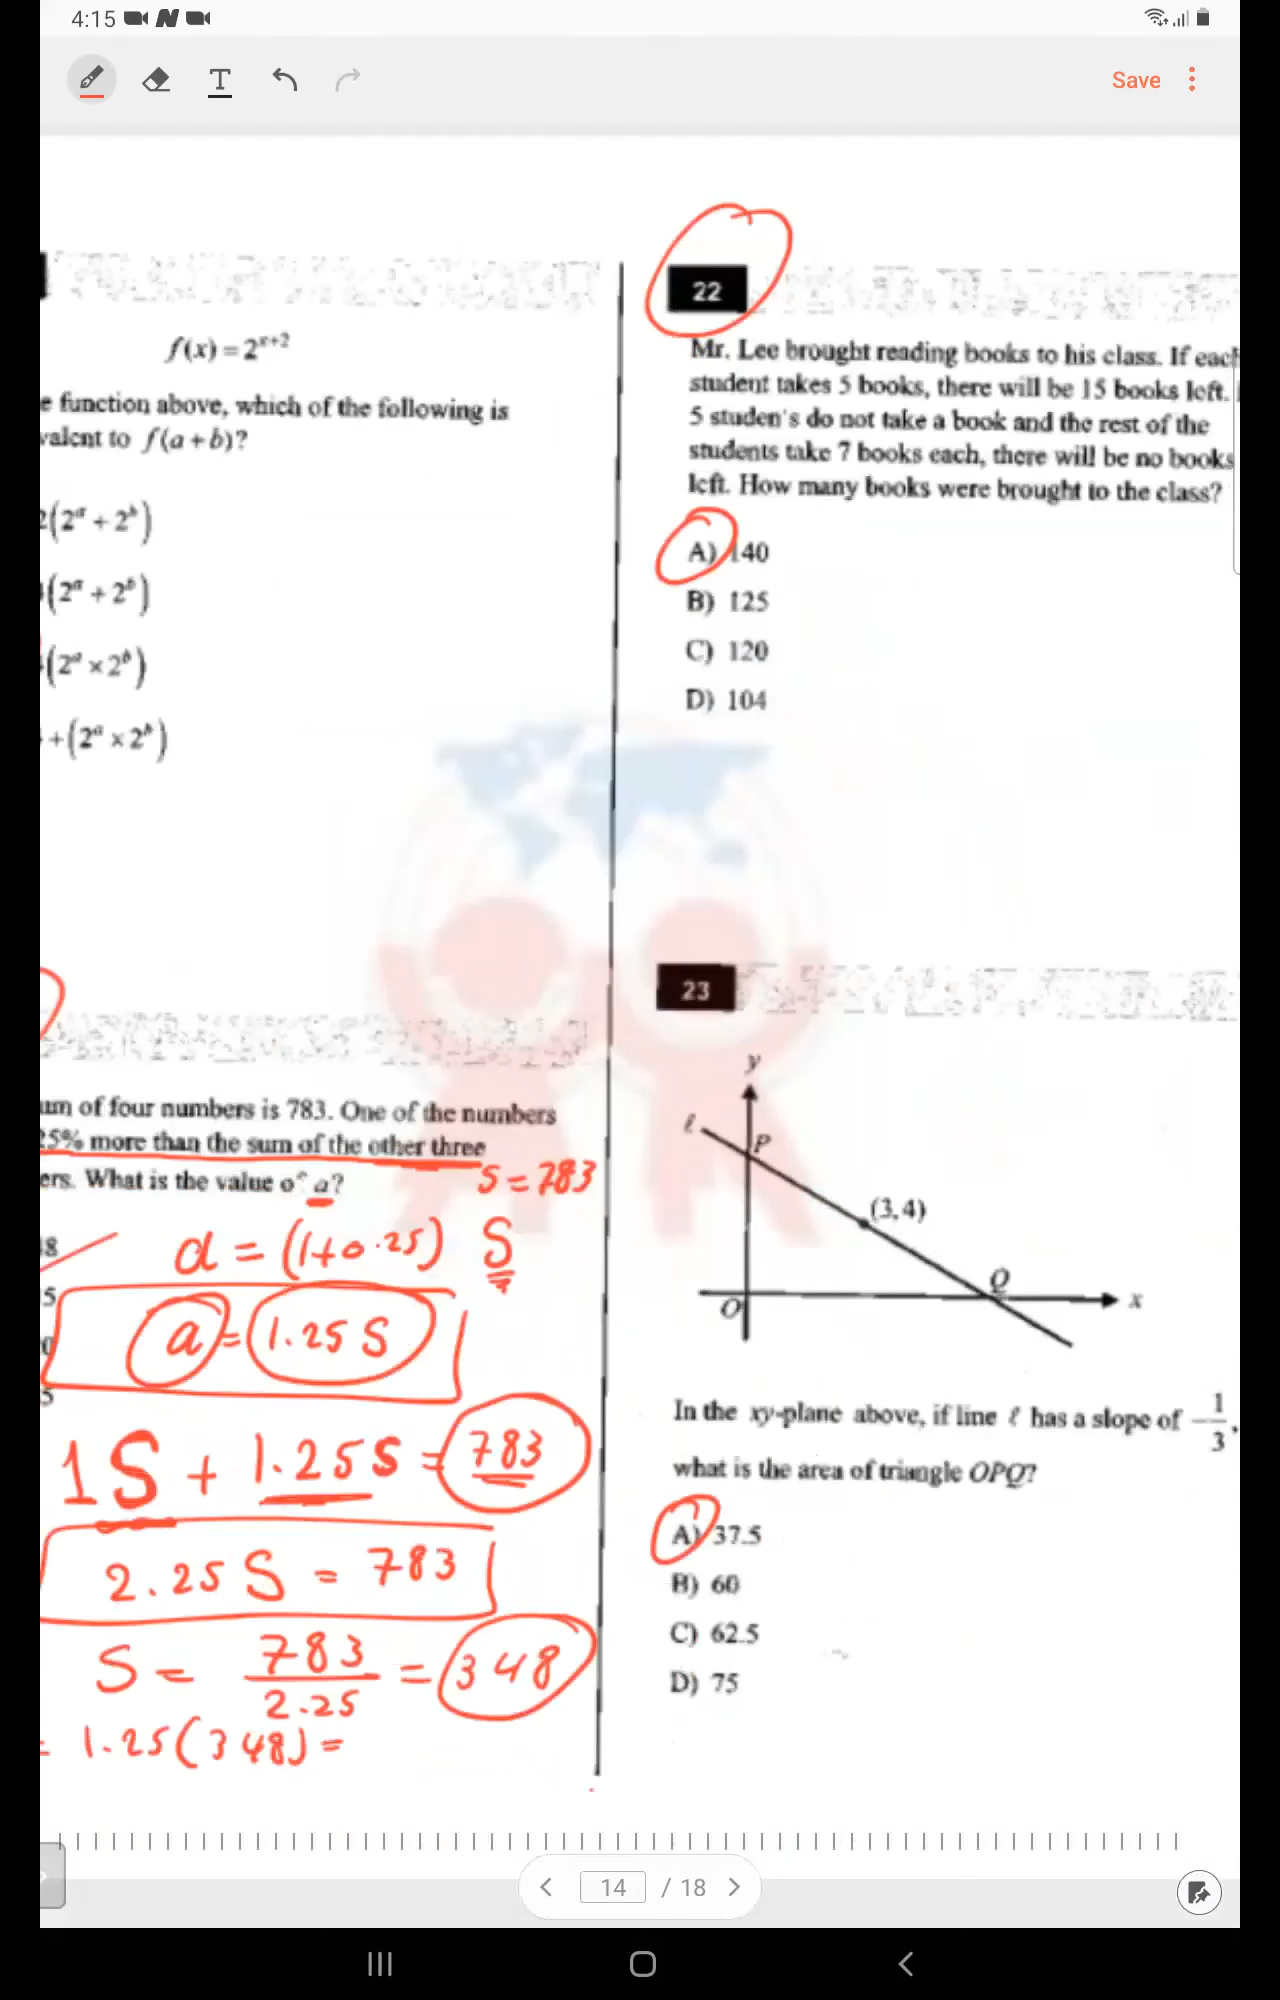 4:15
Save
f(x) = 2^{x+2}
function above, which of the following is
to f(a+b)?
(2^a + 2^b)
(2^a + 2^b)
(2^a × 2^b)
+ (2^a × 2^b)
of four numbers is 783. One of the numbers
25% more than the sum of the other three
What is the value of a?
S = 783
a = (1+0.25) S
a = 1.25 S
1S + 1.25S = 783
2.25 S = 783
S = 783/2.25 = 348
= 1.25(348) =
22
Mr. Lee brought reading books to his class. If each
student takes 5 books, there will be 15 books left.
5 studen's do not take a book and the rest of the
students take 7 books each, there will be no books
left. How many books were brought to the class?
A) 140
B) 125
C) 120
D) 104
23
y
ℓ
P
(3,4)
Q
O
x
In the xy-plane above, if line ℓ has a slope of -1/3,
what is the area of triangle OPQ?
A) 37.5
B) 60
C) 62.5
D) 75
14 / 18